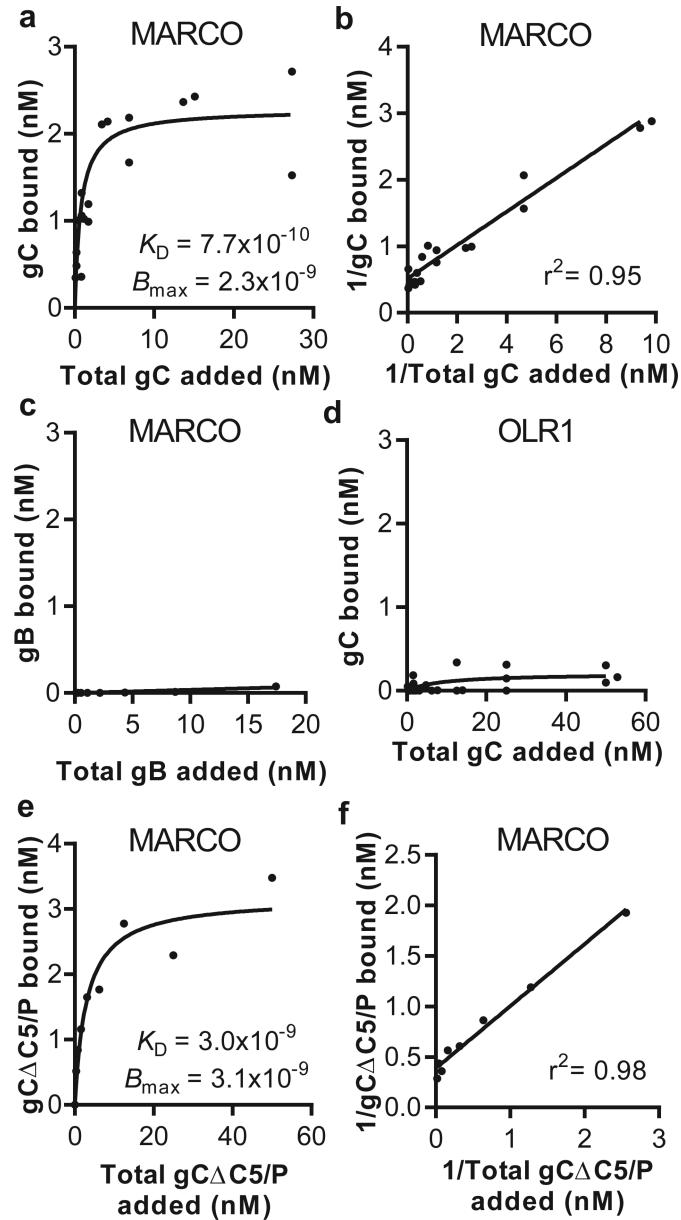 a
MARCO
gC bound (nM)
3
2
1
0
K_D = 7.7x10^-10
B_max = 2.3x10^-9
0 10 20 30
Total gC added (nM)
b
MARCO
1/gC bound (nM)
4
3
2
1
0
r²= 0.95
0 2 4 6 8 10
1/Total gC added (nM)
c
MARCO
gB bound (nM)
3
2
1
0
0 5 10 15 20
Total gB added (nM)
d
OLR1
gC bound (nM)
3
2
1
0
0 20 40 60
Total gC added (nM)
e
MARCO
gCΔC5/P bound (nM)
4
3
2
1
0
K_D = 3.0x10^-9
B_max = 3.1x10^-9
0 20 40 60
Total gCΔC5/P
added (nM)
f
MARCO
1/gCΔC5/P bound (nM)
2.5
2.0
1.5
1.0
0.5
0.0
r²= 0.98
0 1 2 3
1/Total gCΔC5/P
added (nM)